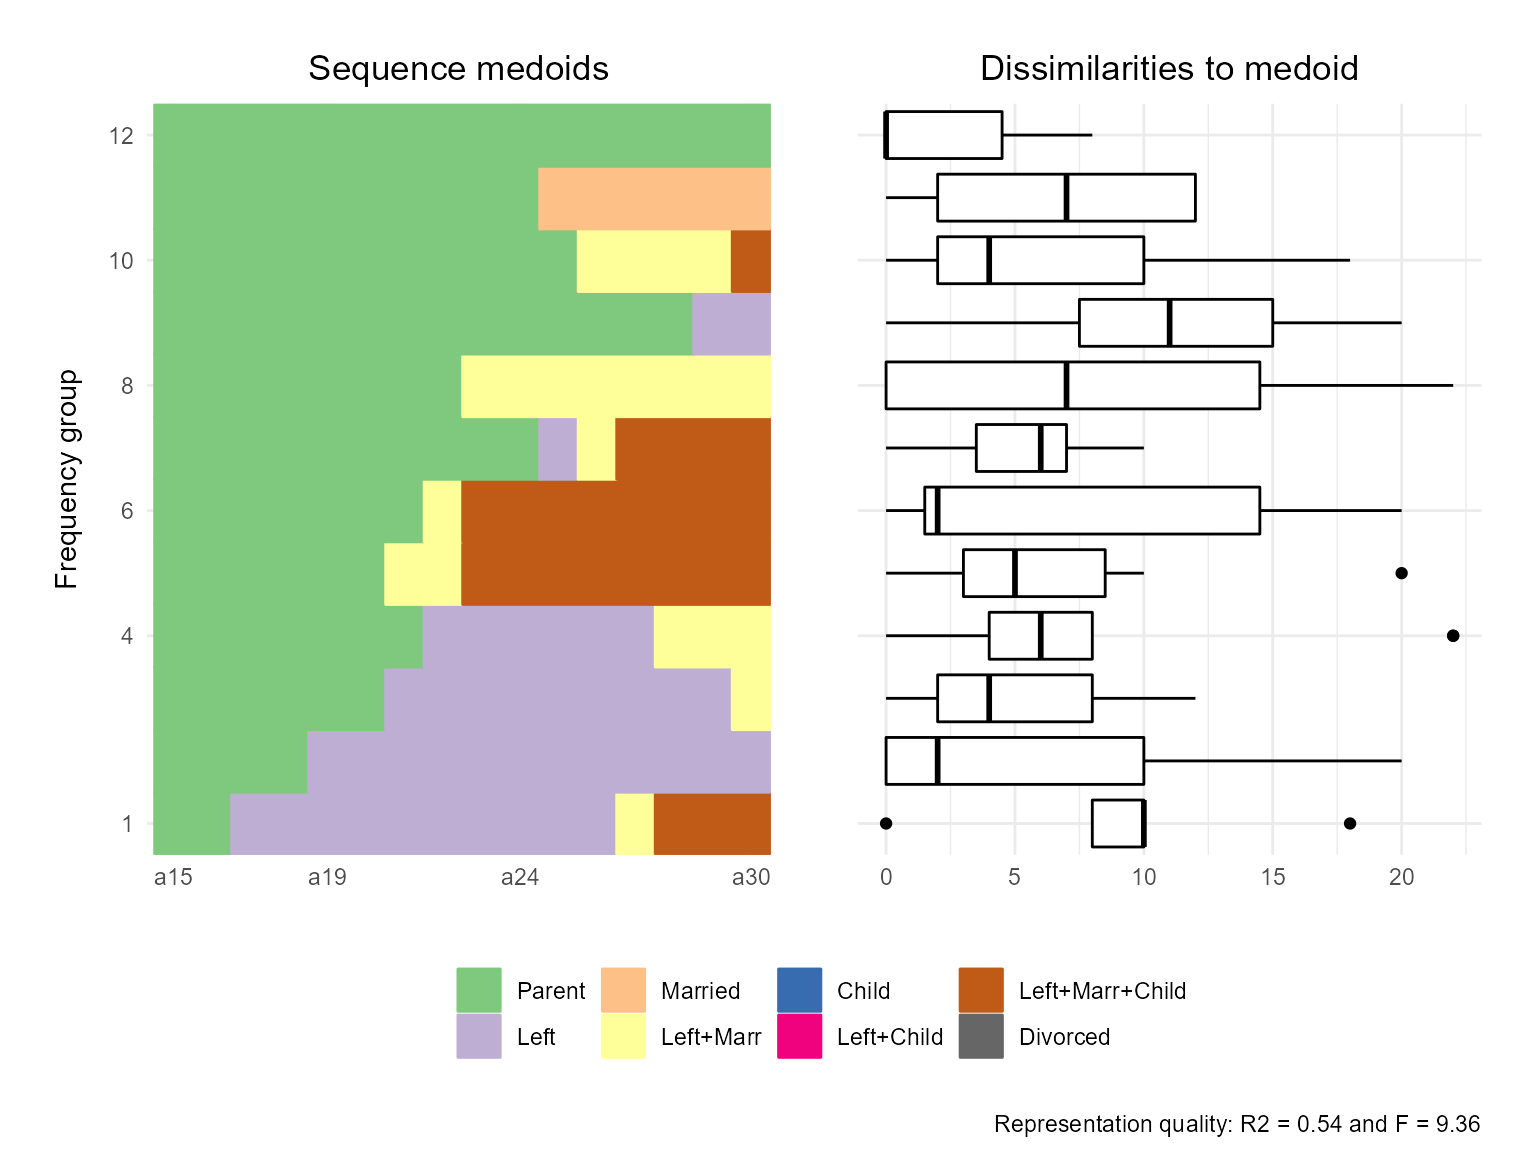 Sequence medoids
Dissimilarities to medoid
Frequency group
12
10
8
6
4
1
a15 a19 a24 a30
0 5 10 15 20
Parent Married Child Left+Marr+Child
Left Left+Marr Left+Child Divorced
Representation quality: R2 = 0.54 and F = 9.36